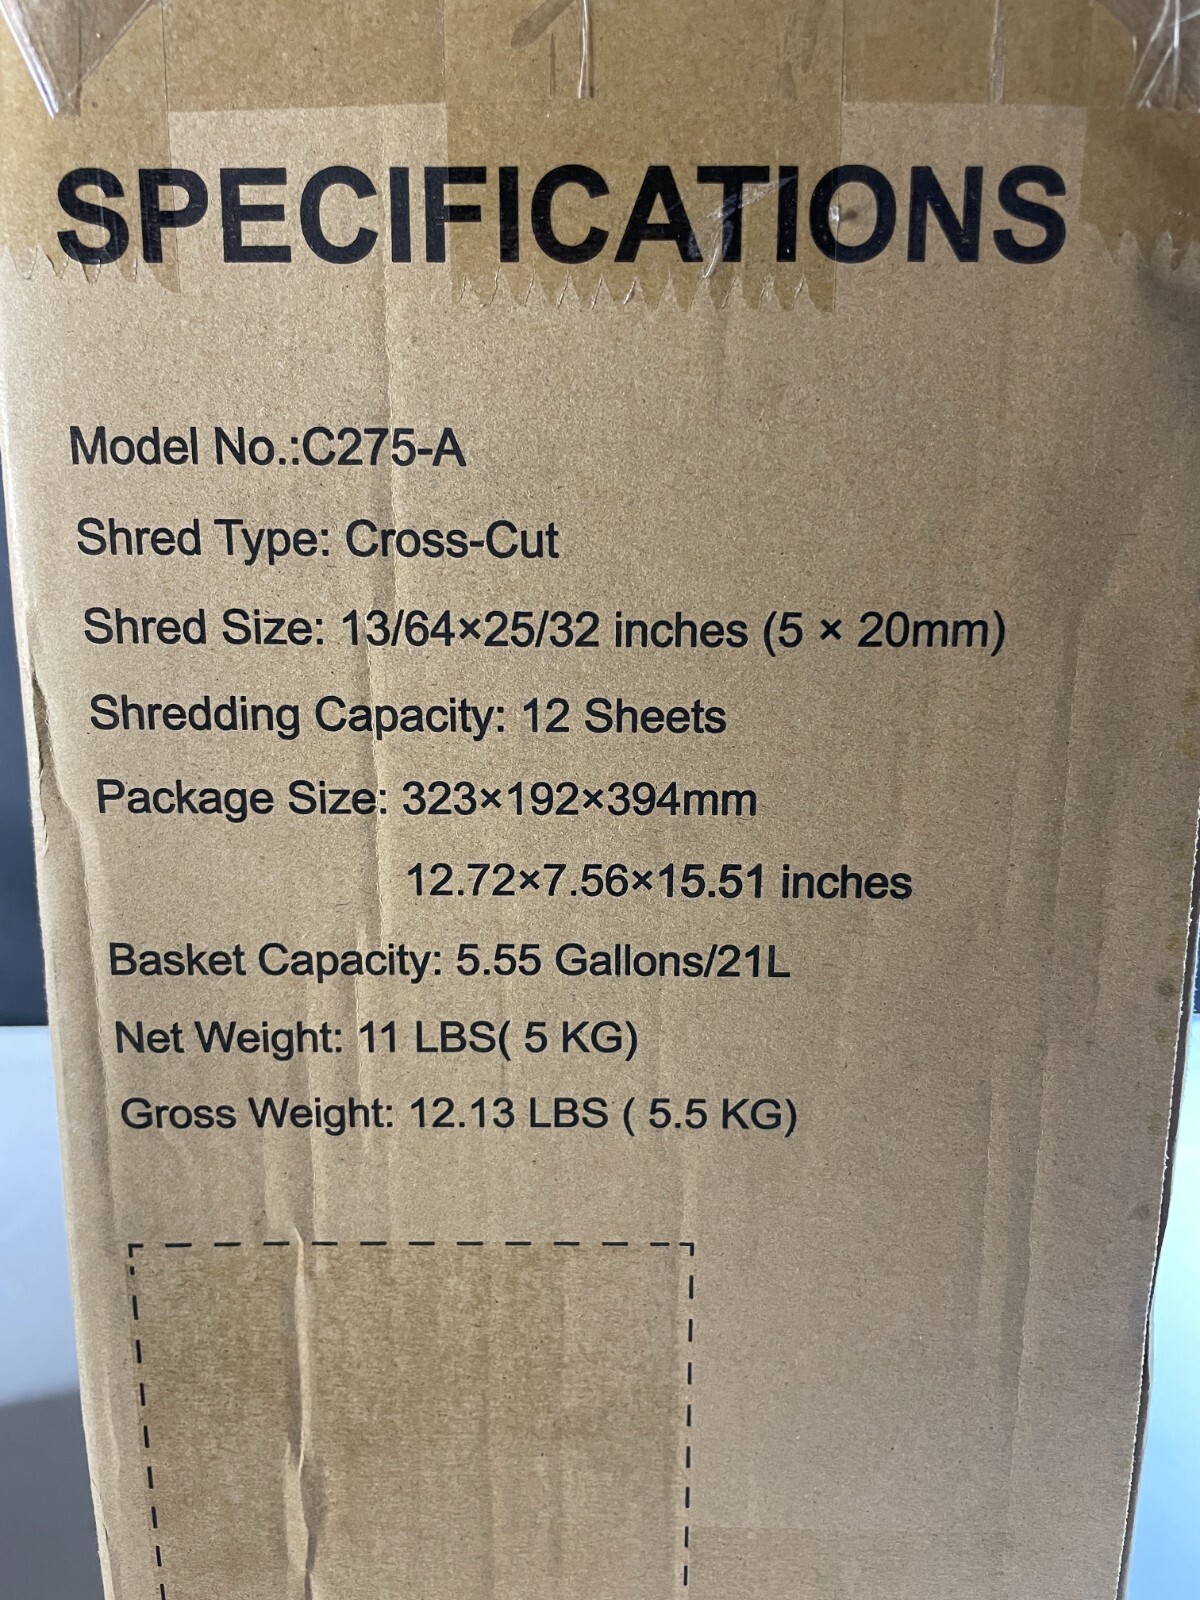 SPECIFICATIONS
Model No.:C275-A
Shred Type: Cross-Cut
Shred Size: 13/64×25/32 inches (5 × 20mm)
Shredding Capacity: 12 Sheets
Package Size: 323×192×394mm
12.72×7.56×15.51 inches
Basket Capacity: 5.55 Gallons/21L
Net Weight: 11 LBS( 5 KG)
Gross Weight: 12.13 LBS ( 5.5 KG)